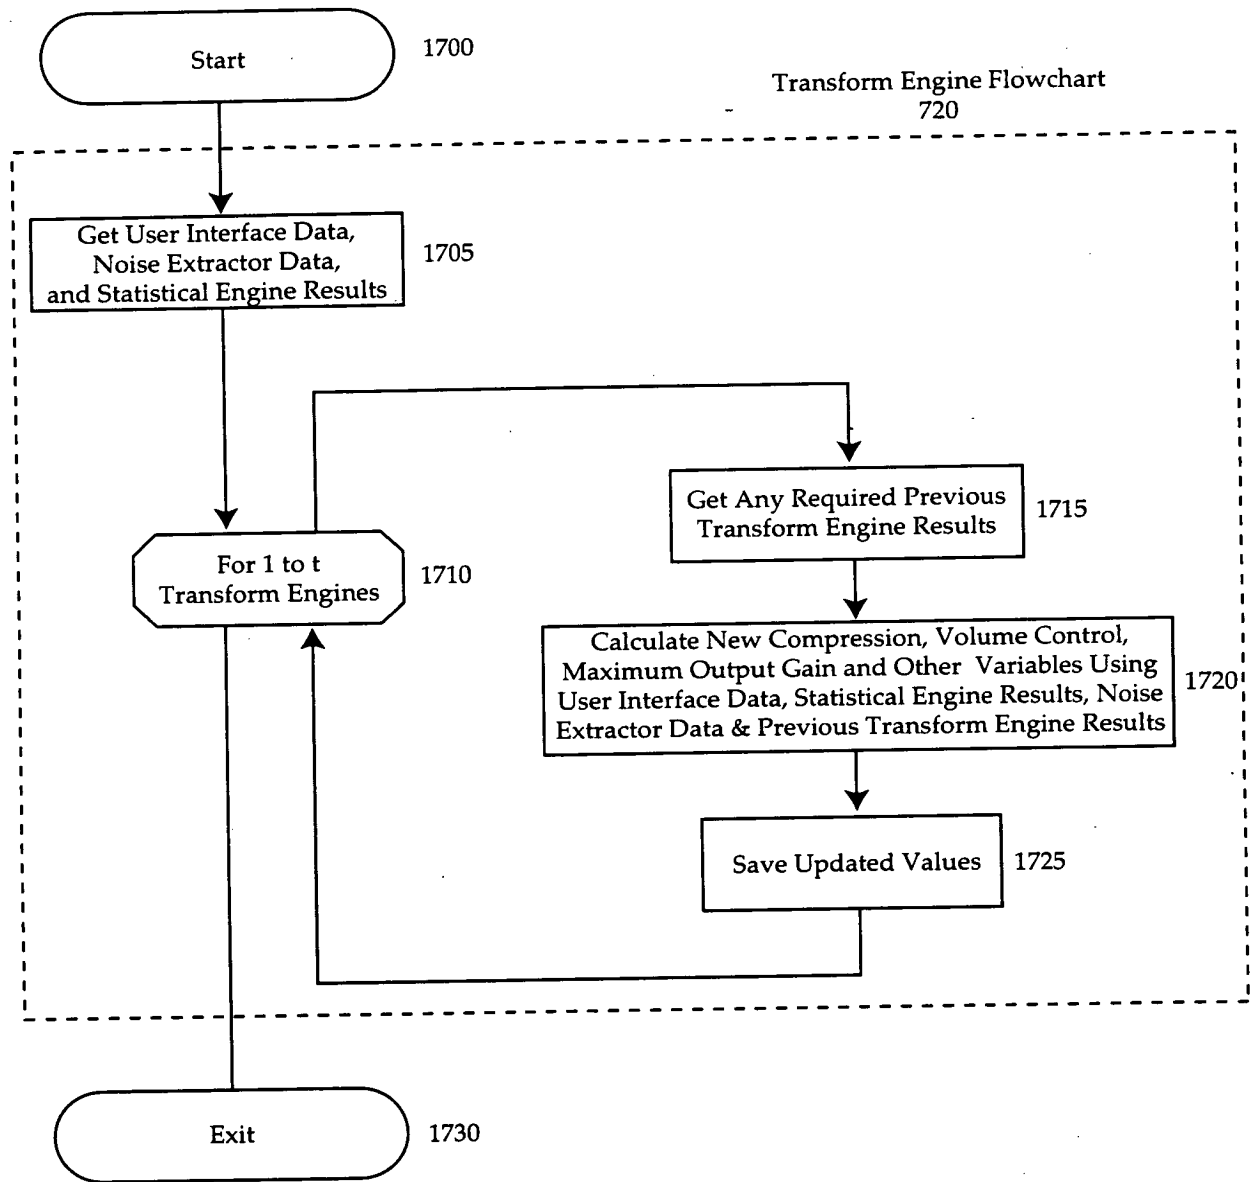 Start
1700
Transform Engine Flowchart
720
Get User Interface Data,
Noise Extractor Data,
and Statistical Engine Results
1705
Get Any Required Previous
Transform Engine Results
1715
For 1 to t
Transform Engines
1710
Calculate New Compression, Volume Control,
Maximum Output Gain and Other Variables Using
User Interface Data, Statistical Engine Results, Noise
Extractor Data & Previous Transform Engine Results
1720
Save Updated Values
1725
Exit
1730